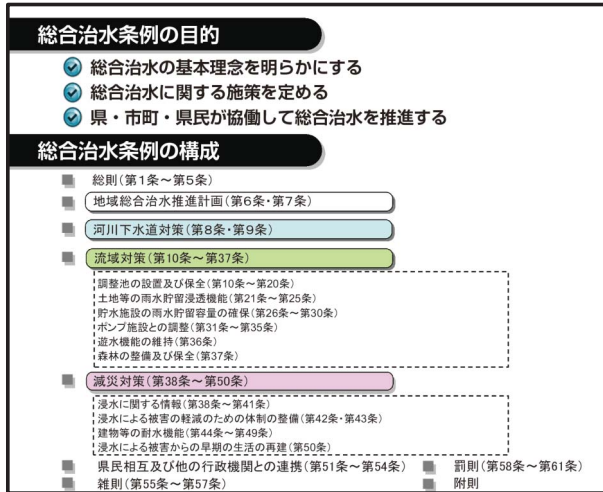 総合治水条例の目的
総合治水の基本理念を明らかにする
総合治水に関する施策を定める
県・市町・県民が協働して総合治水を推進する
総合治水条例の構成
総則(第1条～第5条)
地域総合治水推進計画(第6条・第7条)
河川下水道対策(第8条・第9条)
流域対策(第10条～第37条)
調整池の設置及び保全(第10条～第20条)
土地等の雨水貯留浸透機能(第21条～第25条)
貯水施設の雨水貯留容量の確保(第26条～第30条)
ポンプ施設との調整(第31条～第35条)
遊水機能の維持(第36条)
森林の整備及び保全(第37条)
減災対策(第38条～第50条)
浸水に関する情報(第38条～第41条)
浸水による被害の軽減のための体制の整備(第42条・第43条)
建物等の耐水機能(第44条～第49条)
浸水による被害からの早期の生活の再建(第50条)
県民相互及び他の行政機関との連携(第51条～第54条)
罰則(第58条～第61条)
雑則(第55条～第57条)
附則